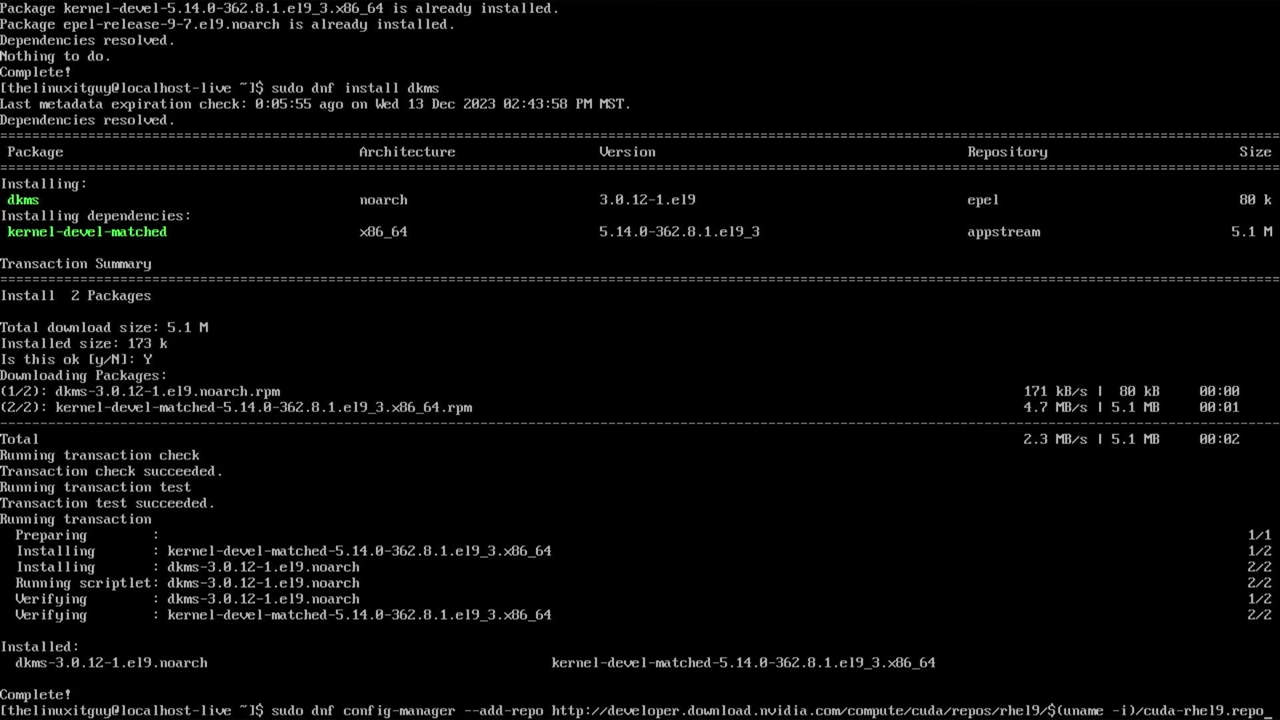 Package kernel-devel-5.14.0-362.8.1.el9_3.x86_64 is already installed.
Package epel-release-9-7.el9.noarch is already installed.
Dependencies resolved.
Nothing to do.
Complete!
[thelinuxitguy@localhost-live ~]$ sudo dnf install dkms
Last metadata expiration check: 0:05:55 ago on Wed 13 Dec 2023 02:43:58 PM MST.
Dependencies resolved.
Package Architecture Version Repository Size
Installing:
dkms noarch 3.0.12-1.el9 epel 80 k
Installing dependencies:
kernel-devel-matched x86_64 5.14.0-362.8.1.el9_3 appstream 5.1 M
Transaction Summary
Install  2 Packages
Total download size: 5.1 M
Installed size: 173 k
Is this ok [y/N]: Y
Downloading Packages:
(1/2): dkms-3.0.12-1.el9.noarch.rpm 171 kB/s | 80 kB 00:00
(2/2): kernel-devel-matched-5.14.0-362.8.1.el9_3.x86_64.rpm 4.7 MB/s | 5.1 MB 00:01
Total 2.3 MB/s | 5.1 MB 00:02
Running transaction check
Transaction check succeeded.
Running transaction test
Transaction test succeeded.
Running transaction
Preparing : 1/1
Installing : kernel-devel-matched-5.14.0-362.8.1.el9_3.x86_64 1/2
Installing : dkms-3.0.12-1.el9.noarch 2/2
Running scriptlet: dkms-3.0.12-1.el9.noarch 2/2
Verifying : dkms-3.0.12-1.el9.noarch 1/2
Verifying : kernel-devel-matched-5.14.0-362.8.1.el9_3.x86_64 2/2
Installed:
dkms-3.0.12-1.el9.noarch kernel-devel-matched-5.14.0-362.8.1.el9_3.x86_64
Complete!
[thelinuxitguy@localhost-live ~]$ sudo dnf config-manager --add-repo http://developer.download.nvidia.com/compute/cuda/repos/rhel9/$(uname -i)/cuda-rhel9.repo_